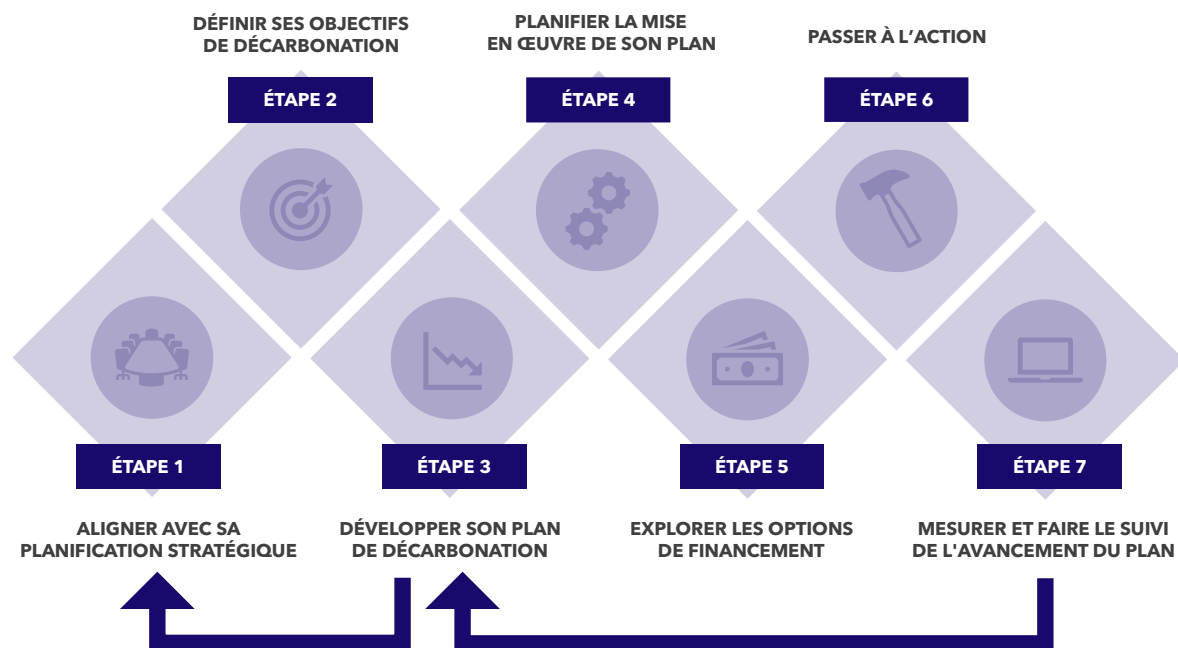 DÉFINIR SES OBJECTIFS
DE DÉCARBONATION
PLANIFIER LA MISE
EN ŒUVRE DE SON PLAN
PASSER À L’ACTION
ÉTAPE 2
ÉTAPE 4
ÉTAPE 6
ÉTAPE 1
ÉTAPE 3
ÉTAPE 5
ÉTAPE 7
ALIGNER AVEC SA
PLANIFICATION STRATÉGIQUE
DÉVELOPPER SON PLAN
DE DÉCARBONATION
EXPLORER LES OPTIONS
DE FINANCEMENT
MESURER ET FAIRE LE SUIVI
DE L'AVANCEMENT DU PLAN